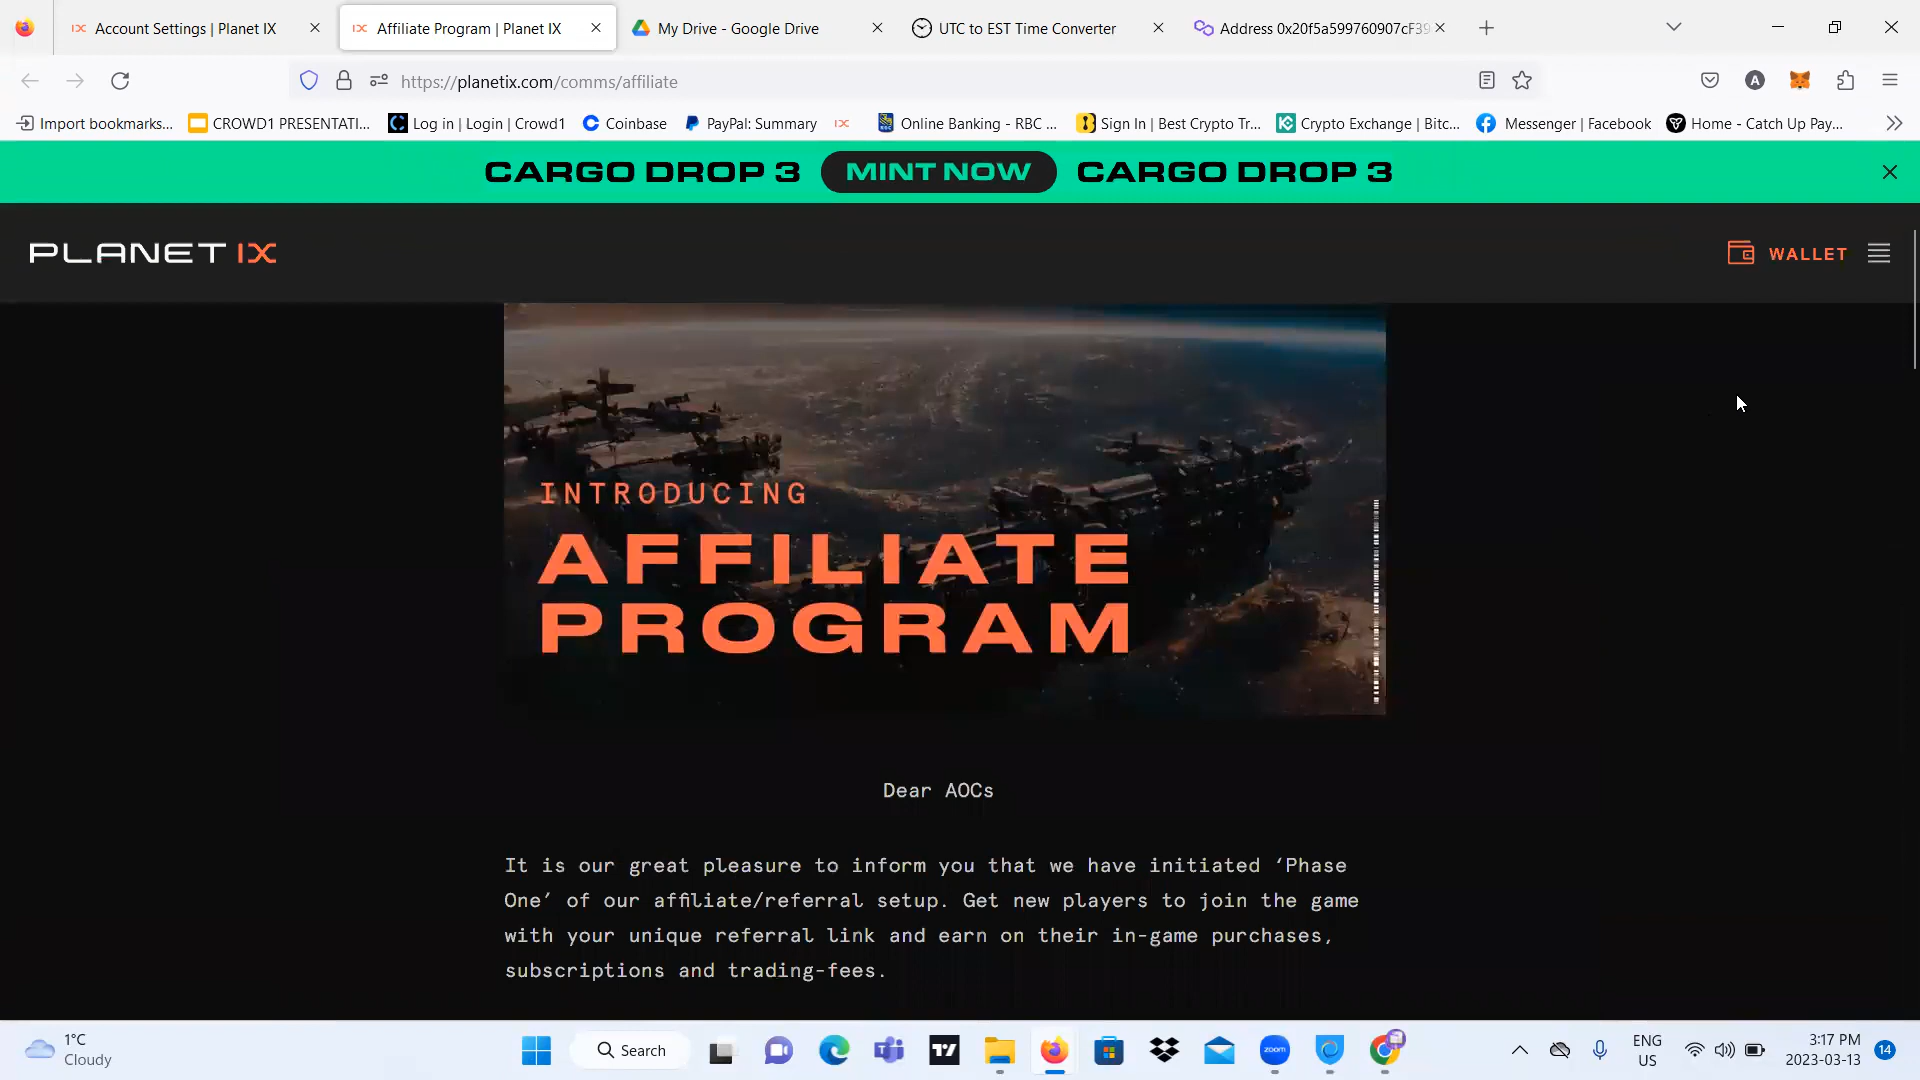 Account Settings | Planet IX
Affiliate Program | Planet IX
My Drive - Google Drive
UTC to EST Time Converter
Address 0x20f5a599760907cF39
https://planetix.com/comms/affiliate
A
Import bookmarks...
CROWD1 PRESENTATI...
Log in | Login | Crowd1
Coinbase
PayPal: Summary
Online Banking - RBC ...
Sign In | Best Crypto Tr...
Crypto Exchange | Bitc...
Messenger | Facebook
Home - Catch Up Pay...
CARGO DROP 3 MINT NOW CARGO DROP 3
PLANET IX
WALLET
INTRODUCING
AFFILIATE
PROGRAM
Dear AOCs
It is our great pleasure to inform you that we have initiated ‘Phase
One’ of our affiliate/referral setup. Get new players to join the game
with your unique referral link and earn on their in-game purchases,
subscriptions and trading-fees.
1°C
Cloudy
Search
zoom
ENG
US
3:17 PM
2023-03-13
14